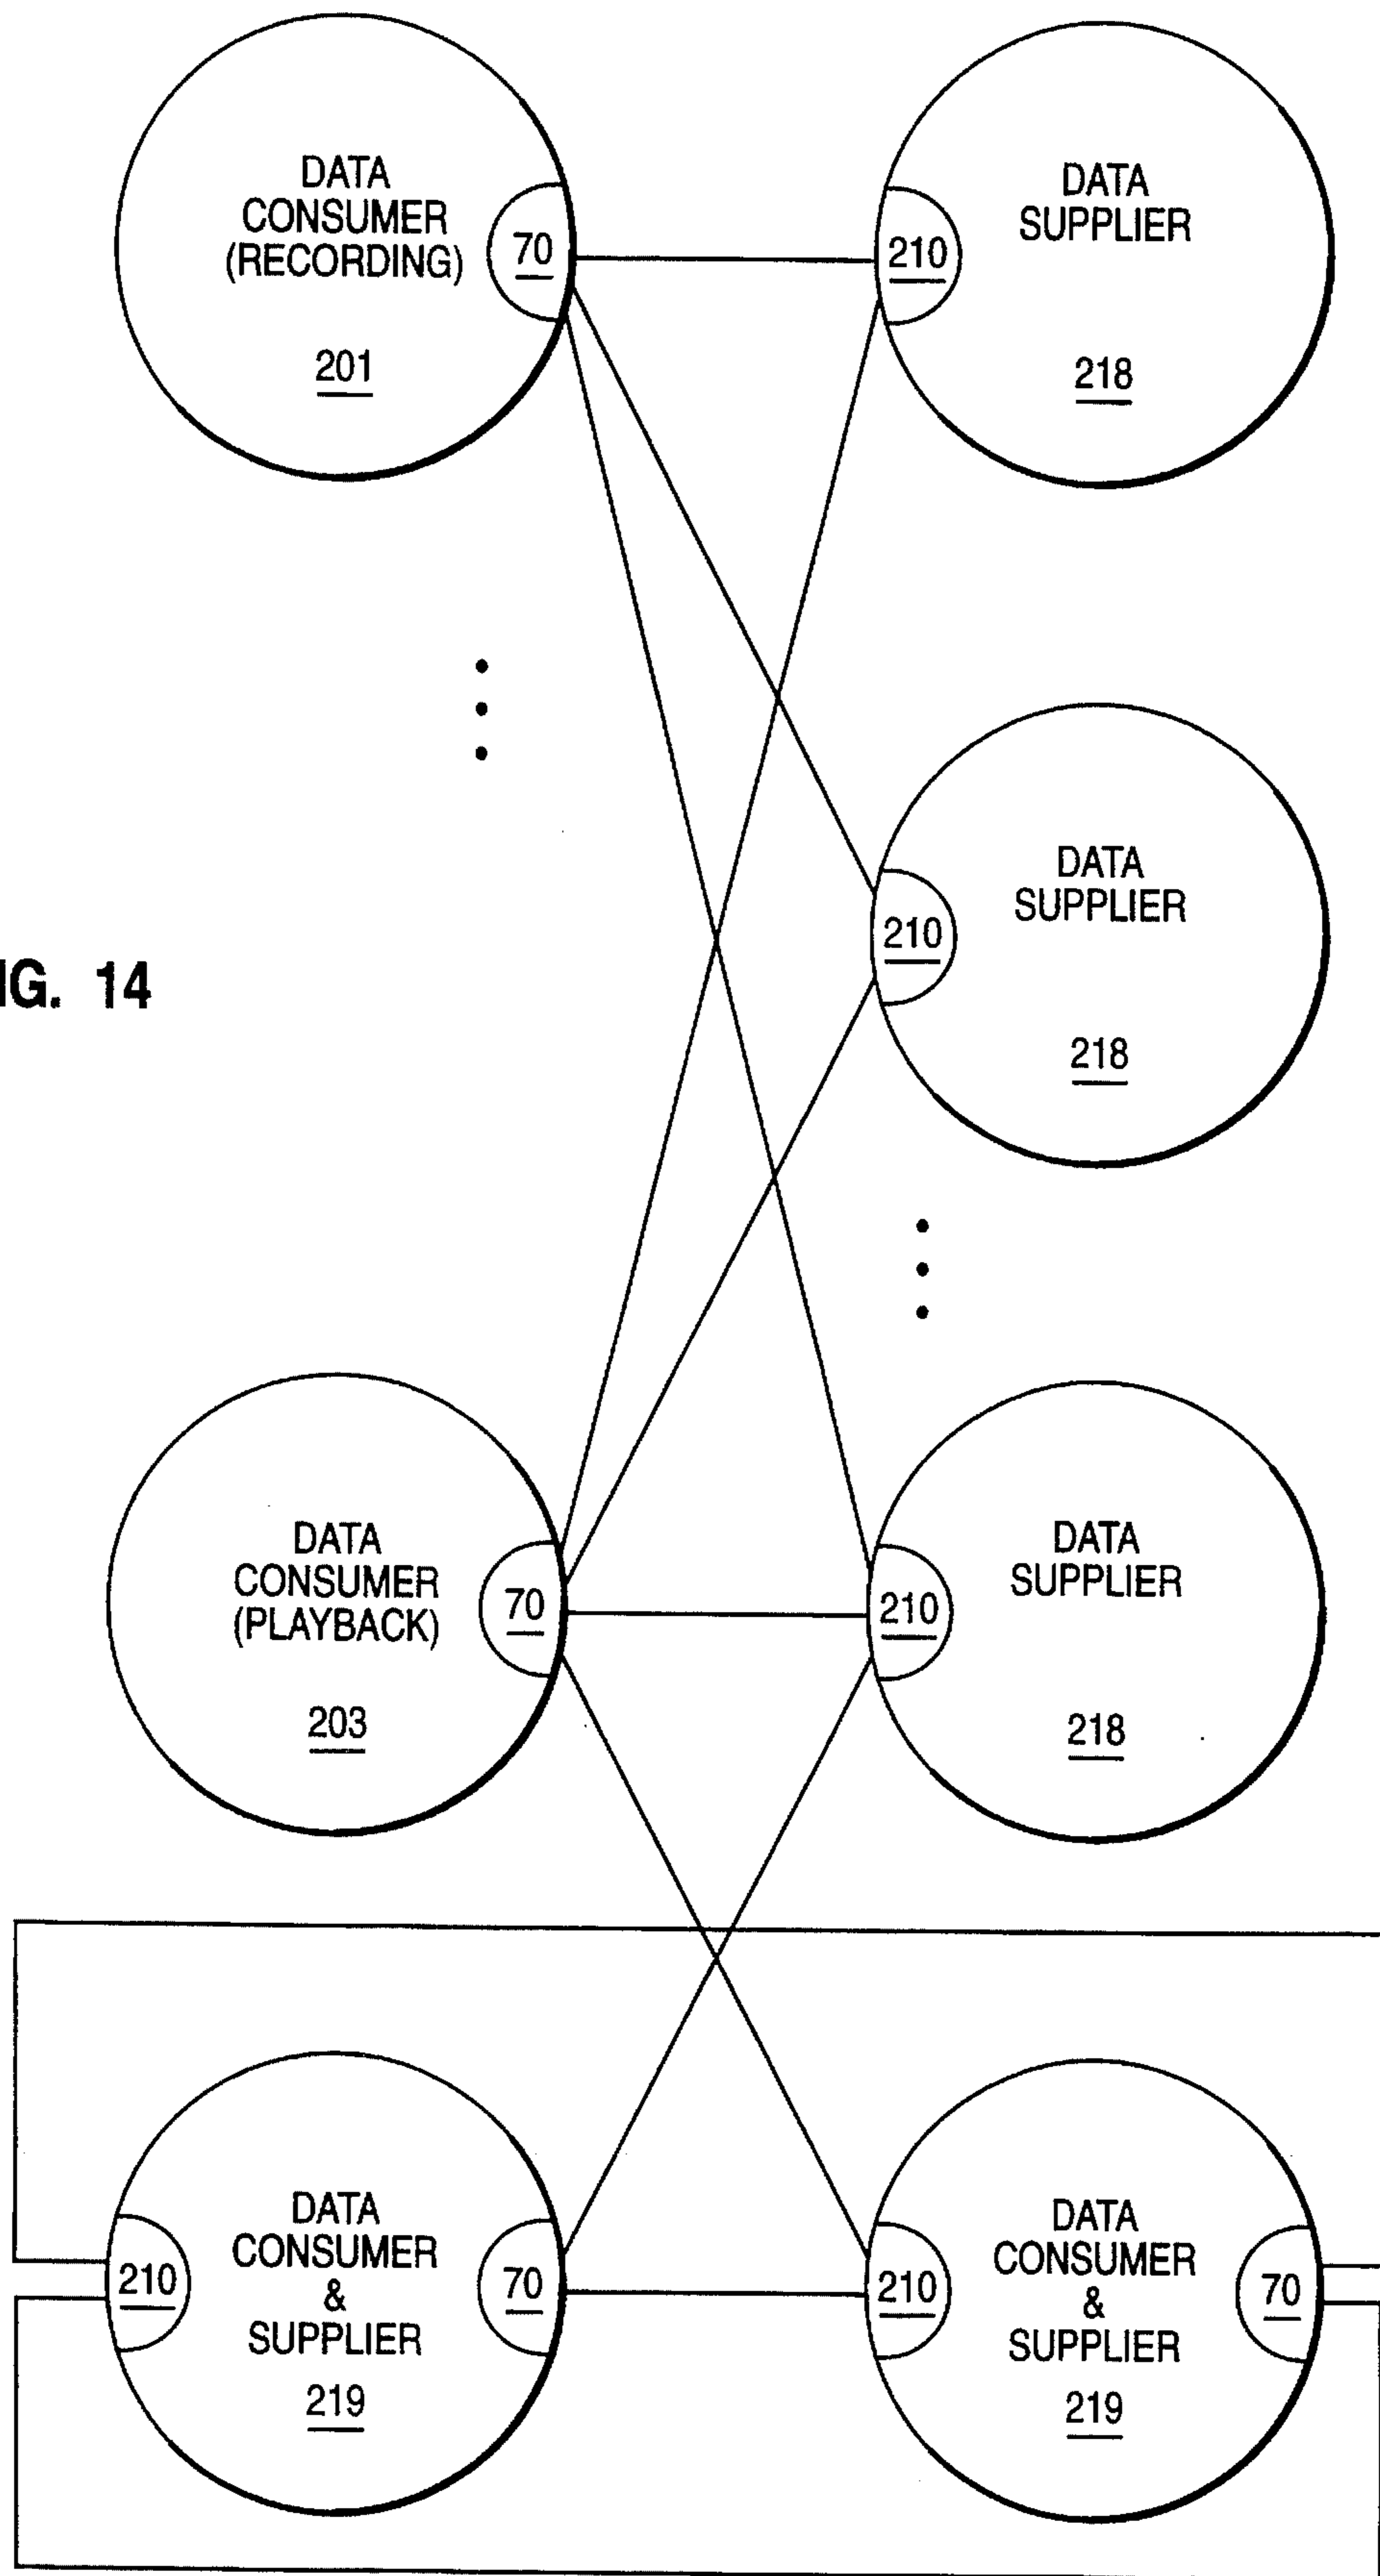 DATA
CONSUMER
(RECORDING)
70
201
DATA
SUPPLIER
210
218
DATA
SUPPLIER
210
218
IG. 14
DATA
CONSUMER
(PLAYBACK)
70
203
DATA
SUPPLIER
210
218
210
DATA
CONSUMER
&
SUPPLIER
70
219
210
DATA
CONSUMER
&
SUPPLIER
70
219